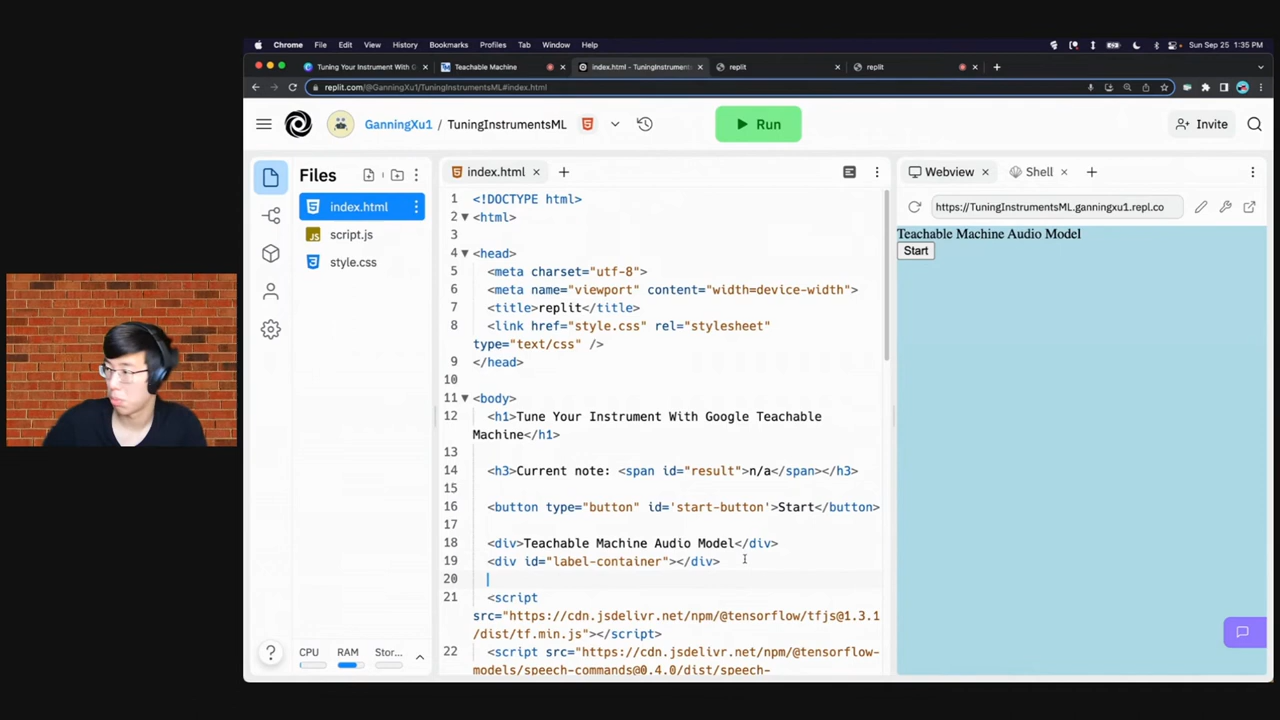 Chrome File Edit View History Bookmarks Profiles Tab Window Help
Sun Sep 25 1:35 PM
Tuning Your Instrument With G
Teachable Machine
index.html - TuningInstrument
replit
replit
replit.com/@GanningXu1/TuningInstrumentsML#index.html
GanningXu1 / TuningInstrumentsML
Run
Invite
Files
index.html
script.js
style.css
CPU RAM Stor...
index.html
1 <!DOCTYPE html>
2 <html>
3
4 <head>
5 <meta charset="utf-8">
6 <meta name="viewport" content="width=device-width">
7 <title>replit</title>
8 <link href="style.css" rel="stylesheet"
type="text/css" />
9 </head>
10
11 <body>
12 <h1>Tune Your Instrument With Google Teachable
Machine</h1>
13
14 <h3>Current note: <span id="result">n/a</span></h3>
15
16 <button type="button" id='start-button'>Start</button>
17
18 <div>Teachable Machine Audio Model</div>
19 <div id="label-container"></div>
20
21 <script
src="https://cdn.jsdelivr.net/npm/@tensorflow/tfjs@1.3.1
/dist/tf.min.js"></script>
22 <script src="https://cdn.jsdelivr.net/npm/@tensorflow-
models/speech-commands@0.4.0/dist/speech-
Webview
Shell
https://TuningInstrumentsML.ganningxu1.repl.co
Teachable Machine Audio Model
Start